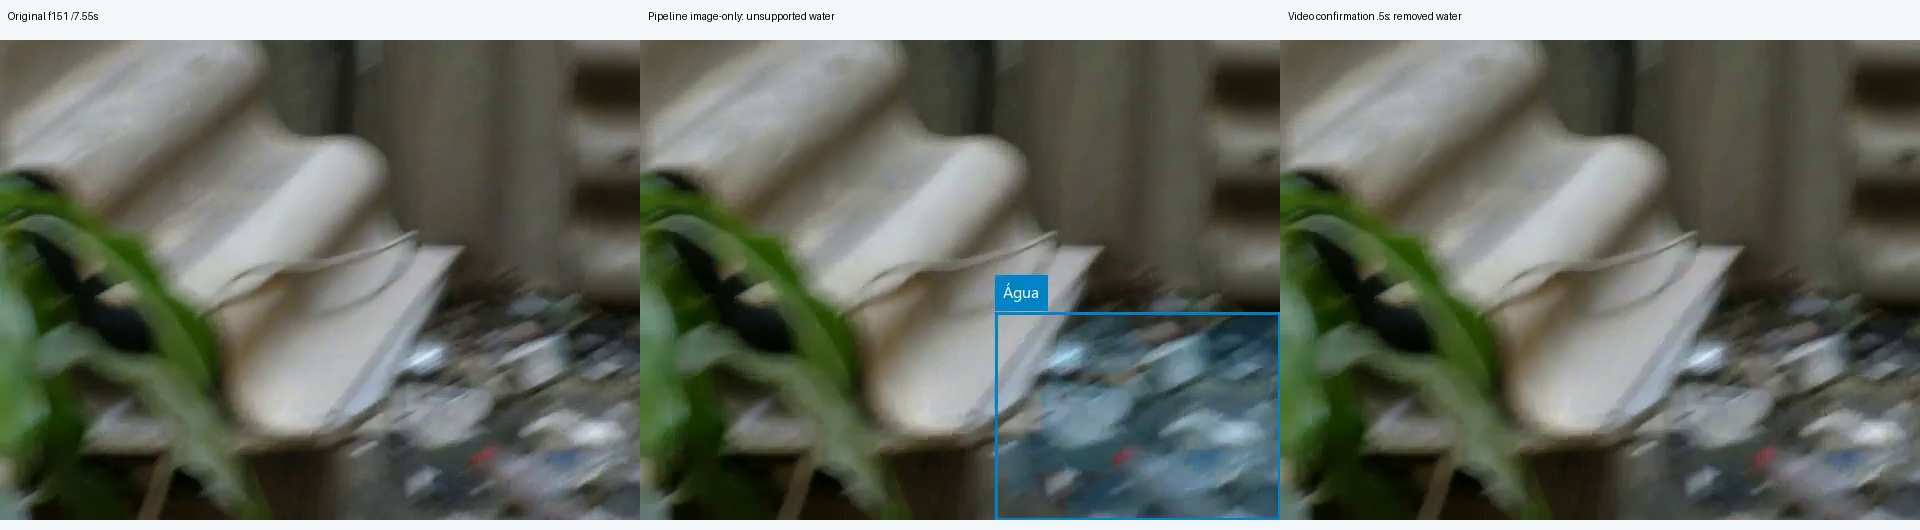 Original f151 /7.55s
Pipeline image-only: unsupported water
Video confirmation .5s: removed water
Água